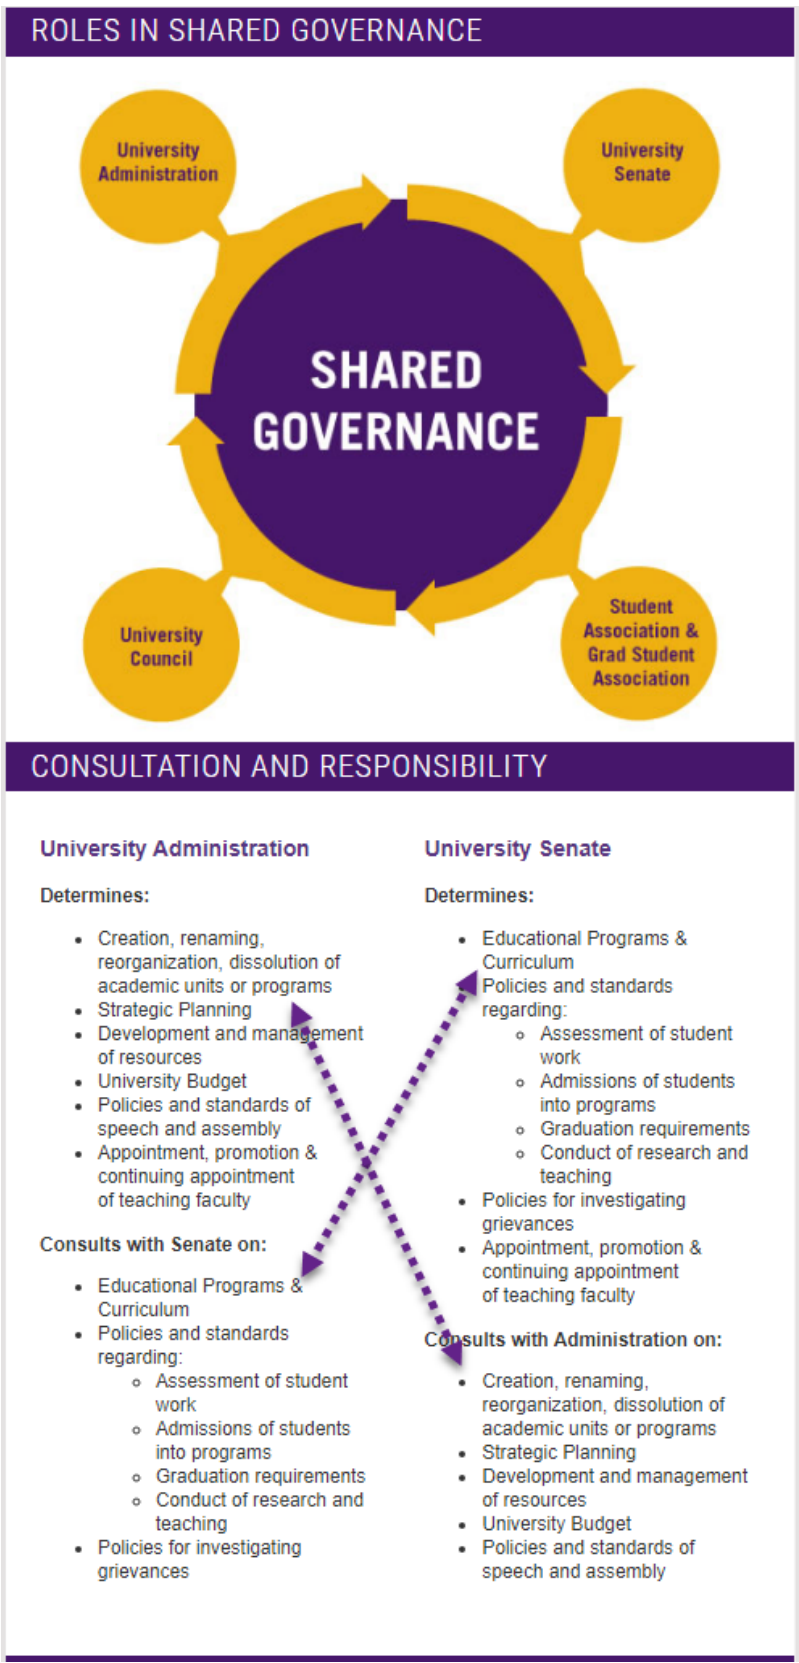 ROLES IN SHARED GOVERNANCE
University
Administration
University
Senate
SHARED
GOVERNANCE
University
Council
Student
Association &
Grad Student
Association
CONSULTATION AND RESPONSIBILITY
University Administration
Determines:
Creation, renaming,
reorganization, dissolution of
academic units or programs
Strategic Planning
Development and management
of resources
University Budget
Policies and standards of
speech and assembly
Appointment, promotion &
continuing appointment
of teaching faculty
Consults with Senate on:
Educational Programs &
Curriculum
Policies and standards
regarding:
Assessment of student
work
Admissions of students
into programs
Graduation requirements
Conduct of research and
teaching
Policies for investigating
grievances
University Senate
Determines:
Educational Programs &
Curriculum
Policies and standards
regarding:
Assessment of student
work
Admissions of students
into programs
Graduation requirements
Conduct of research and
teaching
Policies for investigating
grievances
Appointment, promotion &
continuing appointment
of teaching faculty
Consults with Administration on:
Creation, renaming,
reorganization, dissolution of
academic units or programs
Strategic Planning
Development and management
of resources
University Budget
Policies and standards of
speech and assembly